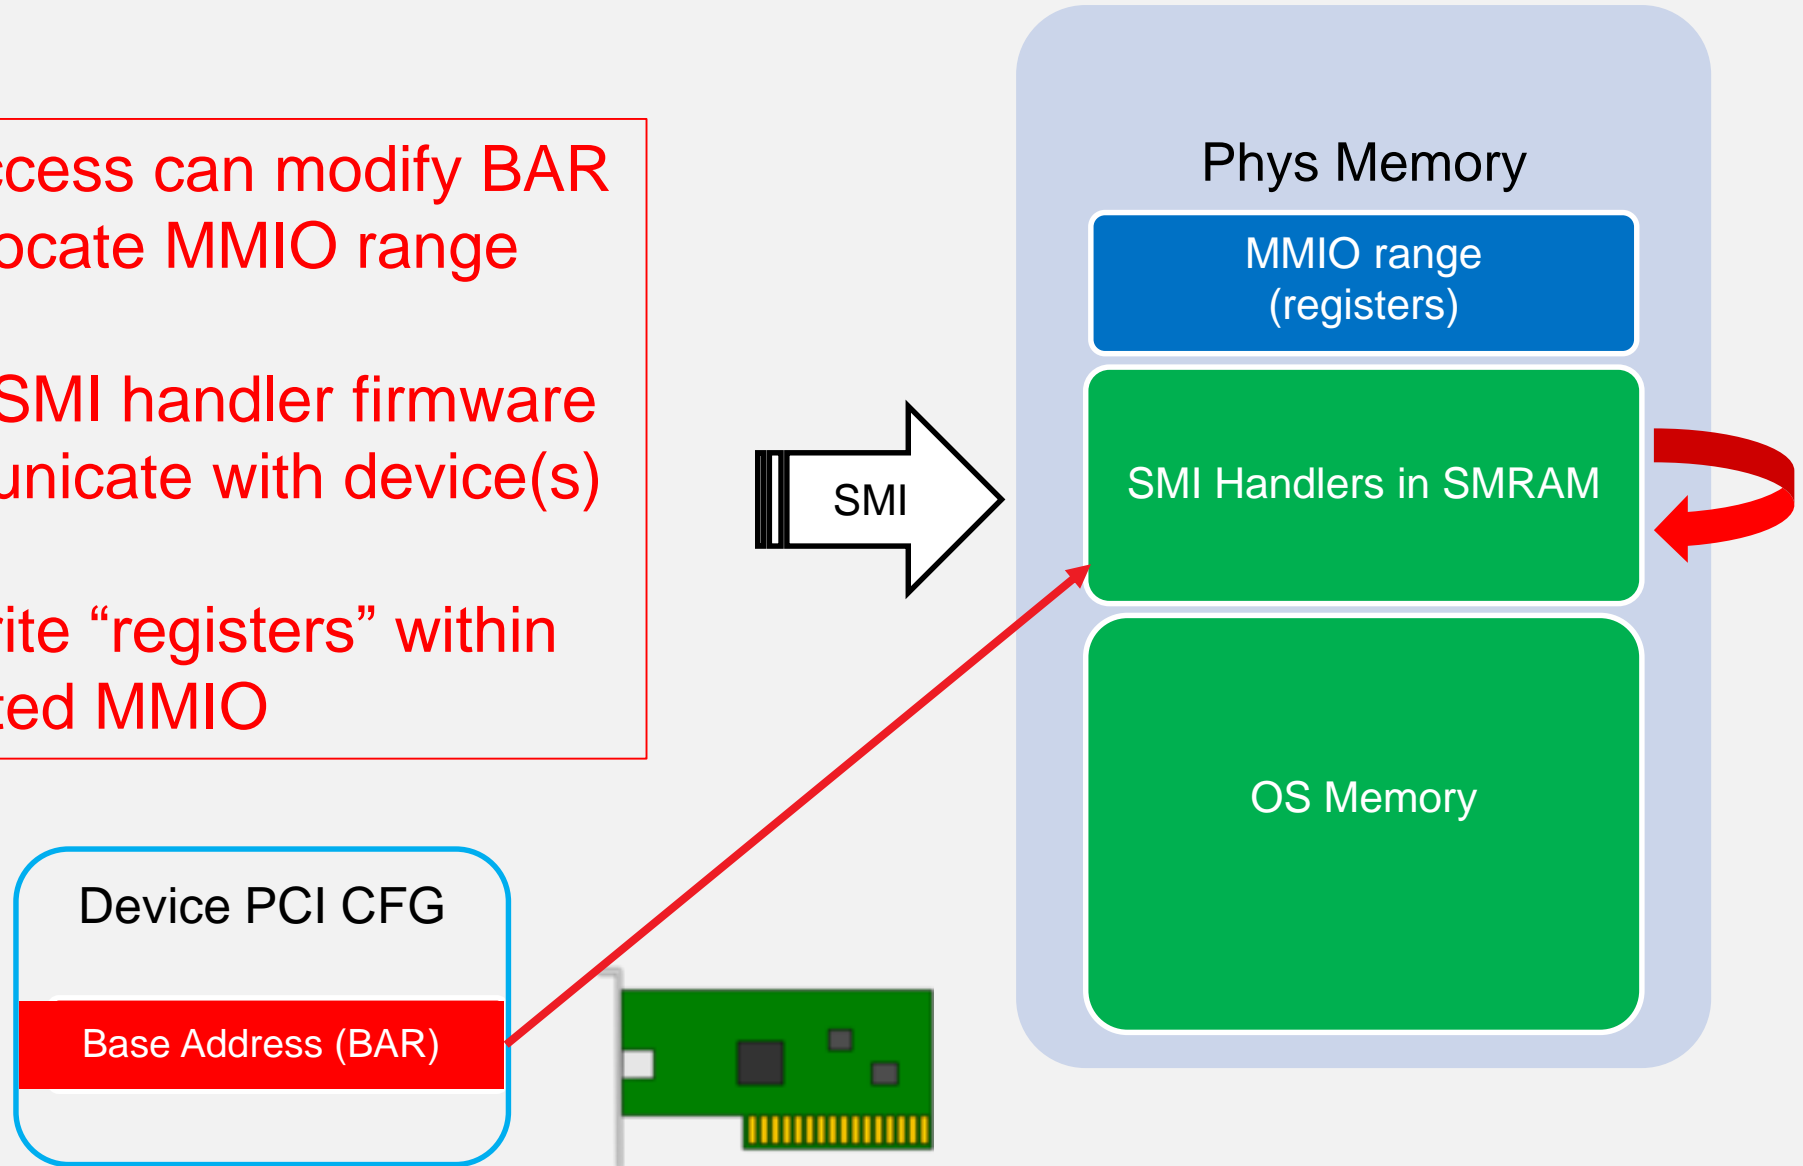 ccess can modify BAR
ocate MMIO range
SMI handler firmware
unicate with device(s)
rite “registers” within
ted MMIO
SMI
Phys Memory
MMIO range
(registers)
SMI Handlers in SMRAM
OS Memory
Device PCI CFG
Base Address (BAR)